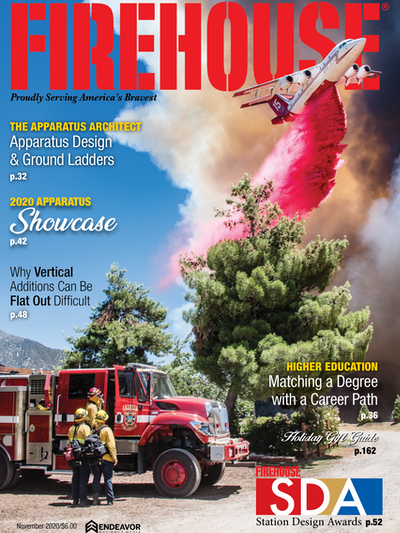 FIREHOUSE®
Proudly Serving America's Bravest
THE APPARATUS ARCHITECT
Apparatus Design
& Ground Ladders
p.32
2020 APPARATUS
Showcase
p.42
Why Vertical
Additions Can Be
Flat Out Difficult
p.48
HIGHER EDUCATION
Matching a Degree
with a Career Path
p.36
Holiday Gift Guide
p.162
FIREHOUSE
SDA
Station Design Awards p.52
November 2020/$6.00
ENDEAVOR
BUSINESS MEDIA